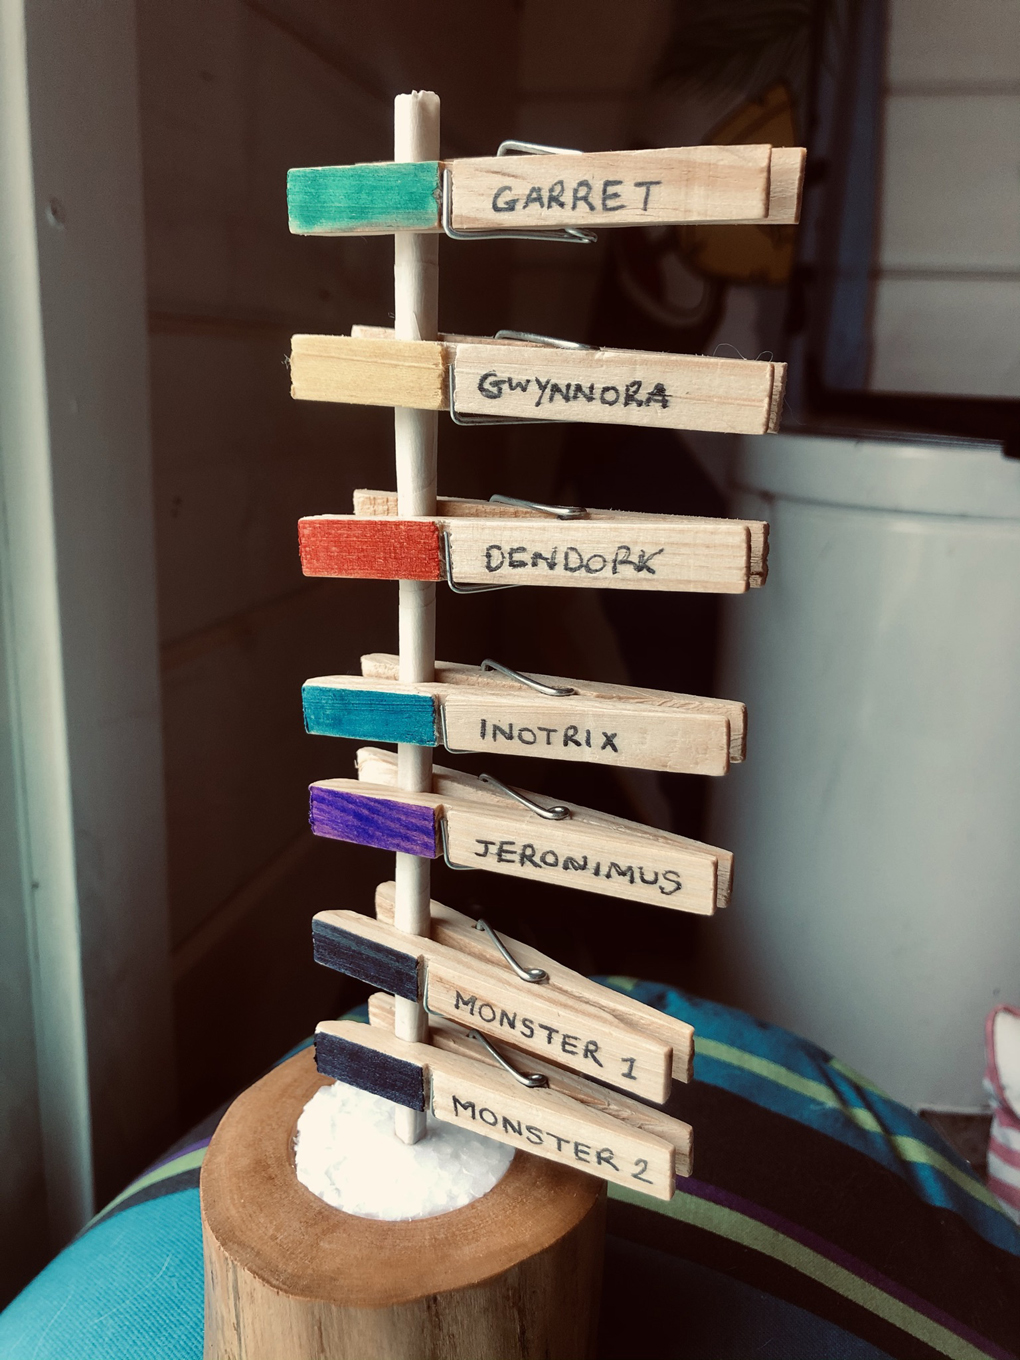 GARRET
GWYNNORA
DENDORK
INOTRIX
JERONIMUS
MONSTER 1
MONSTER 2